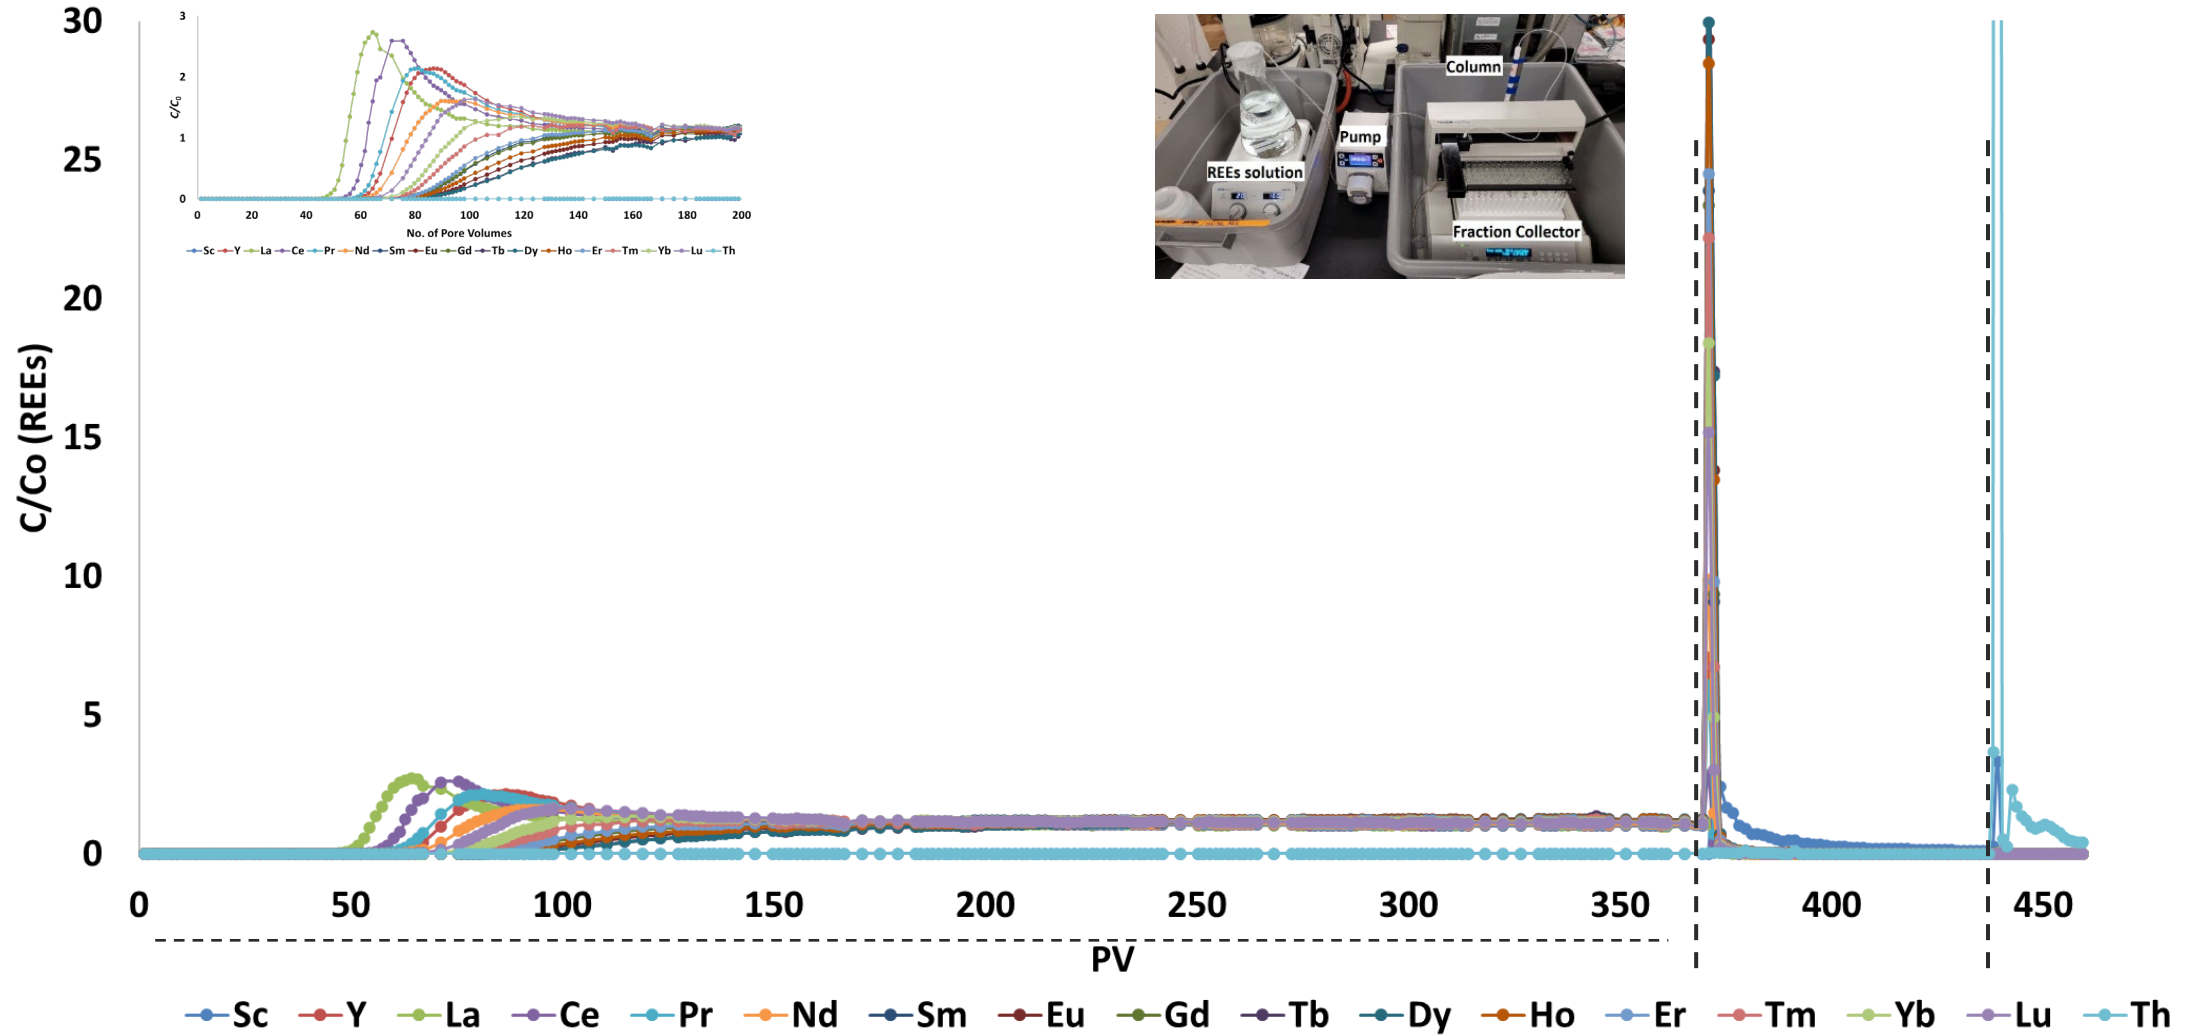 30
25
20
15
10
5
0
C/Co (REEs)
3
2
1
0
C/C₀
0 20 40 60 80 100 120 140 160 180 200
No. of Pore Volumes
Sc Y La Ce Pr Nd Sm Eu Gd Tb Dy Ho Er Tm Yb Lu Th
Column
Pump
REEs solution
Fraction Collector
0 50 100 150 200 250 300 350 400 450
PV
Sc Y La Ce Pr Nd Sm Eu Gd Tb Dy Ho Er Tm Yb Lu Th